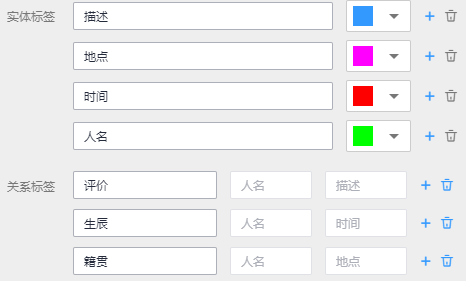 实体标签 描述
地点
时间
人名
关系标签 评价 人名 描述
生辰 人名 时间
籍贯 人名 地点